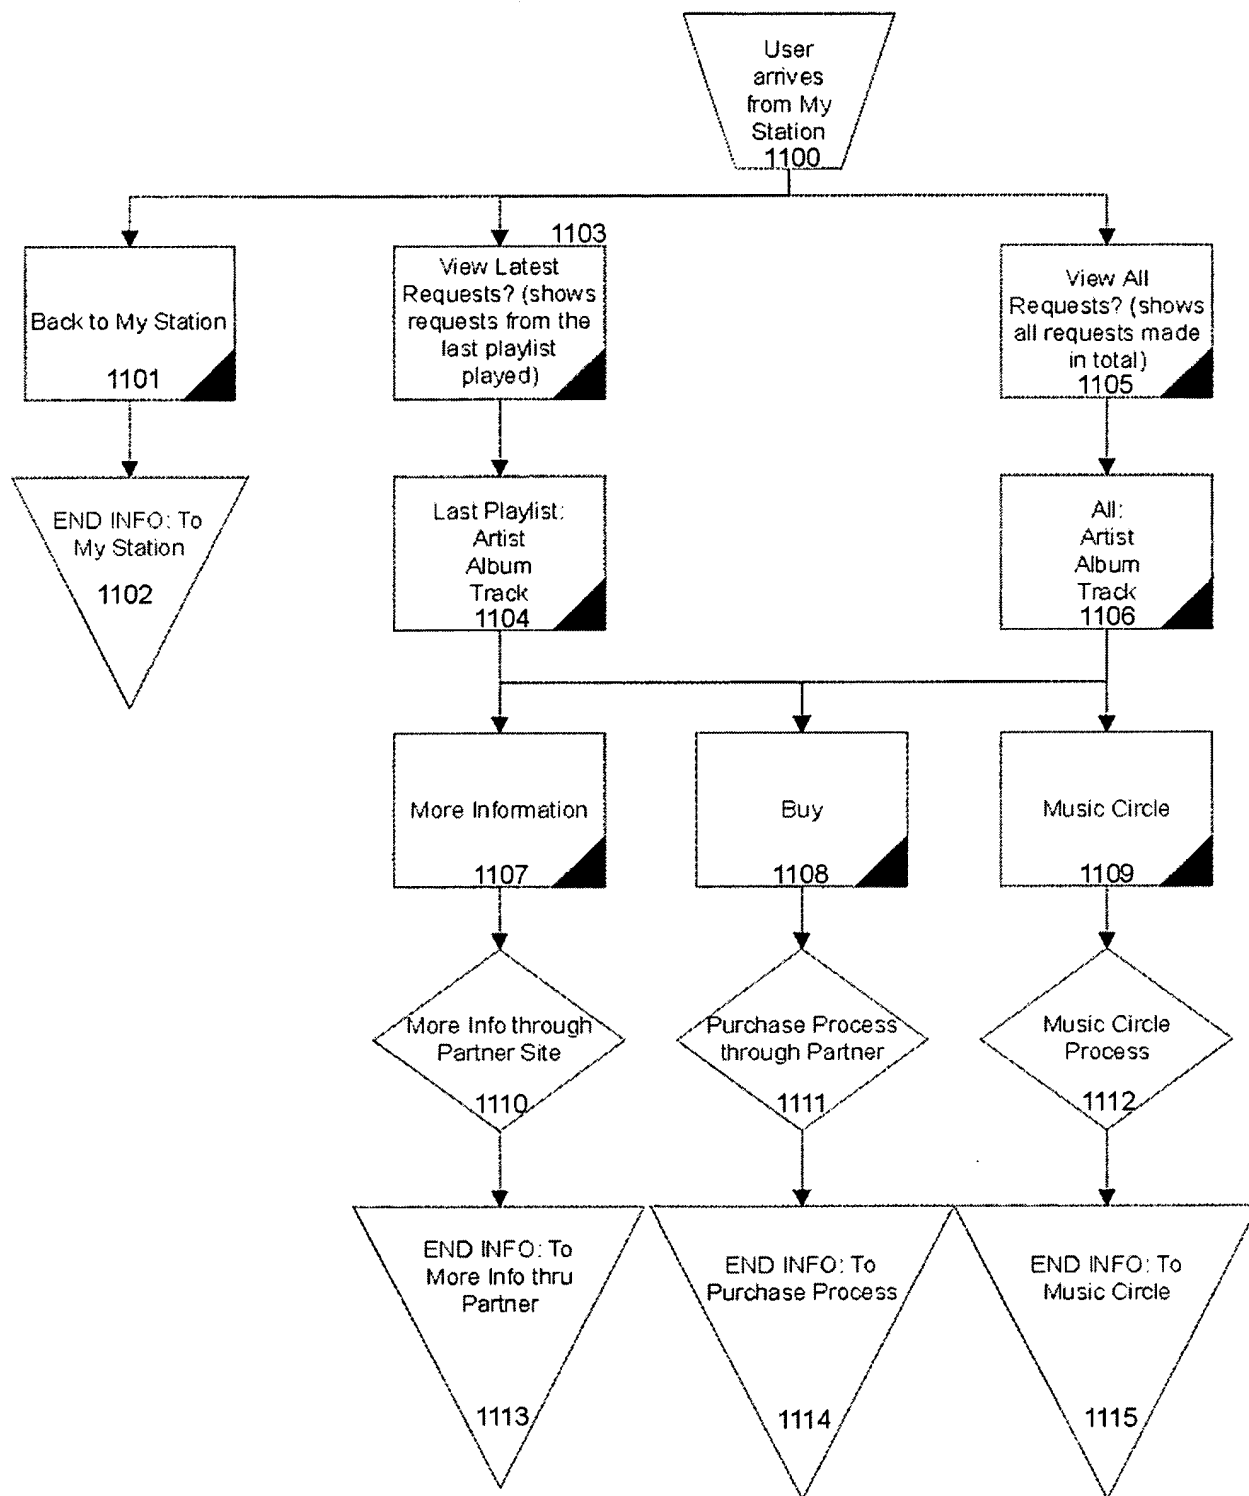 User
arrives
from My
Station
1100
Back to My Station
1101
1103
View Latest
Requests? (shows
requests from the
last playlist
played)
View All
Requests? (shows
all requests made
in total)
1105
END INFO: To
My Station
1102
Last Playlist:
Artist
Album
Track
1104
All:
Artist
Album
Track
1106
More Information
1107
Buy
1108
Music Circle
1109
More Info through
Partner Site
1110
Purchase Process
through Partner
1111
Music Circle
Process
1112
END INFO: To
More Info thru
Partner
1113
END INFO: To
Purchase Process
1114
END INFO: To
Music Circle
1115